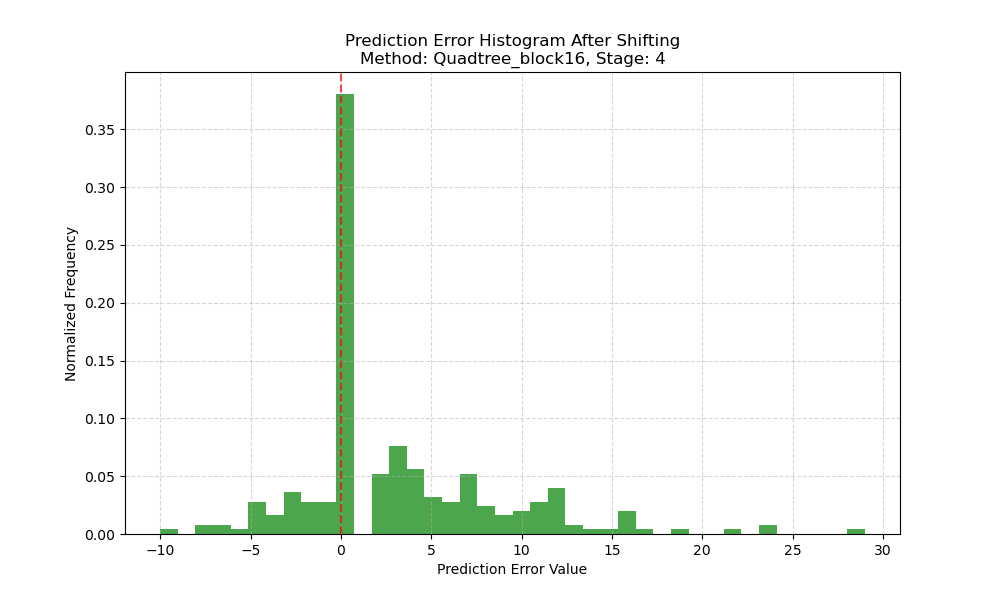 Prediction Error Histogram After Shifting
Method: Quadtree_block16, Stage: 4
Normalized Frequency
0.35
0.30
0.25
0.20
0.15
0.10
0.05
0.00
−10 −5 0 5 10 15 20 25 30
Prediction Error Value